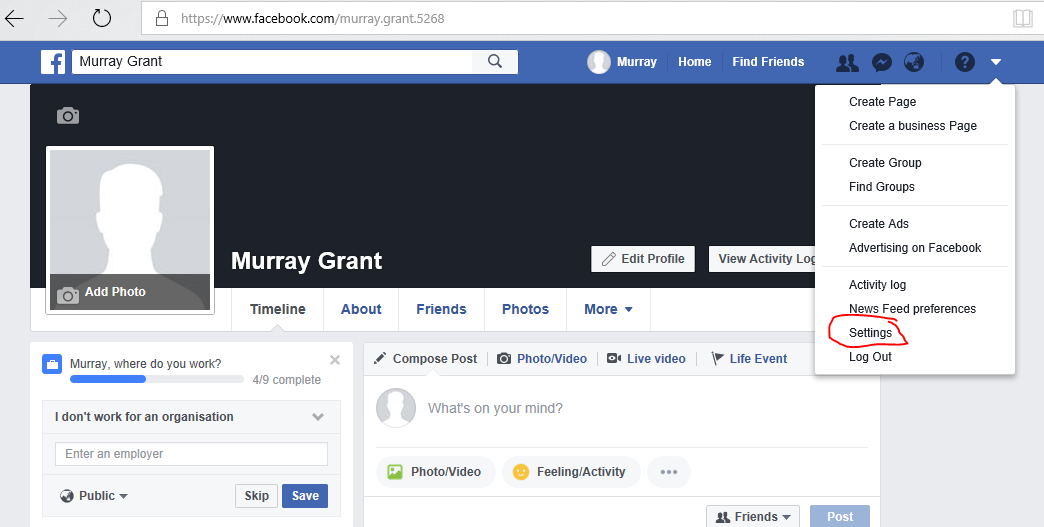 https://www.facebook.com/murray.grant.5268
f Murray Grant Murray Home Find Friends ?
Create Page
Create a business Page
Create Group
Find Groups
Create Ads
Advertising on Facebook
Activity log
News Feed preferences
Settings
Log Out
Murray Grant
Edit Profile View Activity Log
Add Photo
Timeline About Friends Photos More
Murray, where do you work?
4/9 complete
I don't work for an organisation
Enter an employer
Public Skip Save
Compose Post Photo/Video Live video Life Event
What's on your mind?
Photo/Video Feeling/Activity
Friends Post